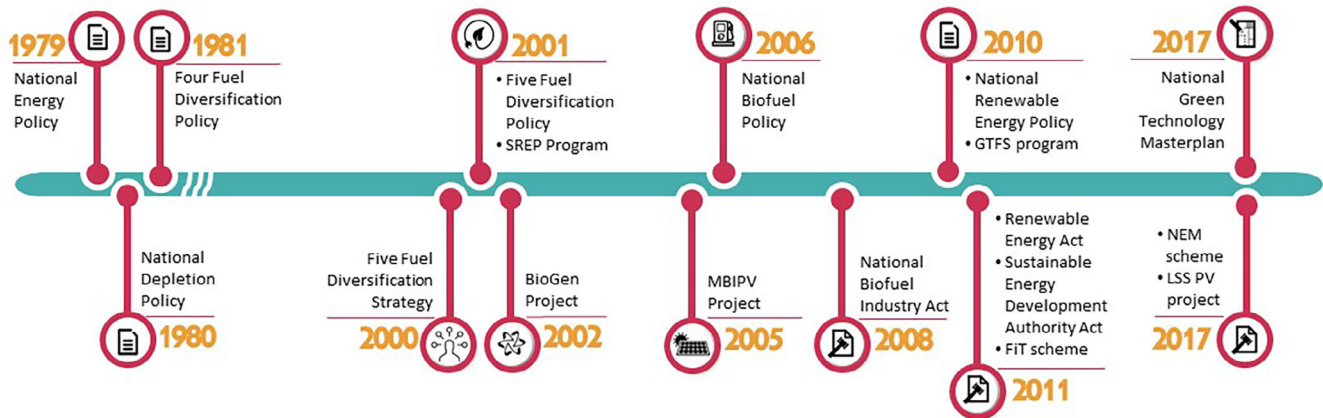 1979
National
Energy
Policy
1981
Four Fuel
Diversification
Policy
2001
• Five Fuel
Diversification
Policy
• SREP Program
2006
National
Biofuel
Policy
2010
• National
Renewable
Energy Policy
• GTFS program
2017
National
Green
Technology
Masterplan
National
Depletion
Policy
1980
Five Fuel
Diversification
Strategy
2000
BioGen
Project
2002
MBIPV
Project
2005
National
Biofuel
Industry Act
2008
• Renewable
Energy Act
• Sustainable
Energy
Development
Authority Act
• FiT scheme
2011
• NEM
scheme
• LSS PV
project
2017